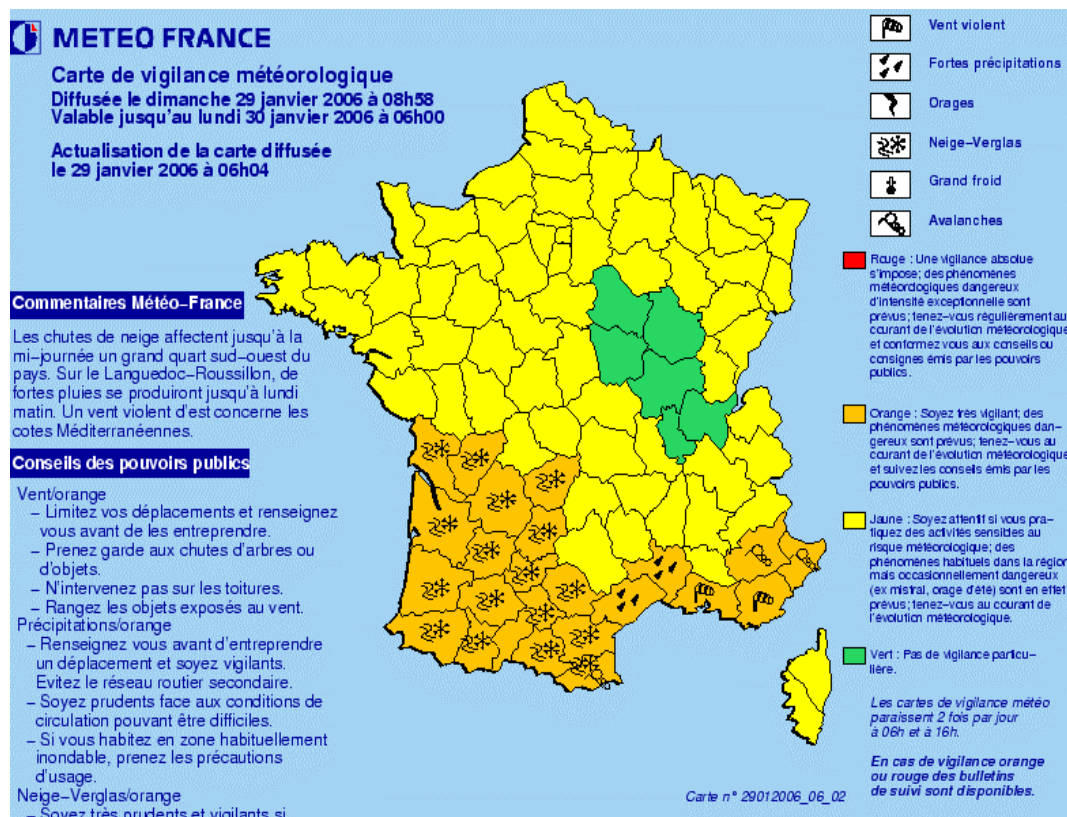 METEO FRANCE
Carte de vigilance météorologique
Diffusée le dimanche 29 janvier 2006 à 08h58
Valable jusqu'au lundi 30 janvier 2006 à 06h00
Actualisation de la carte diffusée
le 29 janvier 2006 à 06h04
Commentaires Météo-France
Les chutes de neige affectent jusqu'à la
mi-journée un grand quart sud-ouest du
pays. Sur le Languedoc-Roussillon, de
fortes pluies se produiront jusqu'à lundi
matin. Un vent violent d'est concerne les
cotes Méditerranéennes.
Conseils des pouvoirs publics
Vent/orange
– Limitez vos déplacements et renseignez
vous avant de les entreprendre.
– Prenez garde aux chutes d'arbres ou
d'objets.
– N'intervenez pas sur les toitures.
– Rangez les objets exposés au vent.
Précipitations/orange
– Renseignez vous avant d'entreprendre
un déplacement et soyez vigilants.
Evitez le réseau routier secondaire.
– Soyez prudents face aux conditions de
circulation pouvant être difficiles.
– Si vous habitez en zone habituellement
inondable, prenez les précautions
d'usage.
Neige-Verglas/orange
– Soyez très prudents et vigilants si
Vent violent
Fortes précipitations
Orages
Neige-Verglas
Grand froid
Avalanches
Rouge : Une vigilance absolue
s'impose; des phénomènes
météorologiques dangereux
d'intensité exceptionnelle sont
prévus; tenez-vous régulièrement au
courant de l'évolution météorologique
et conformez vous aux conseils ou
consignes émis par les pouvoirs
publics.
Orange : Soyez très vigilant; des
phénomènes météorologiques dan-
gereux sont prévus; tenez-vous au
courant de l'évolution météorologique
et suivez les conseils émis par les
pouvoirs publics.
Jaune : Soyez attentif si vous pra-
tiquez des activités sensibles au
risque météorologique; des
phénomènes habituels dans la région
mais occasionnellement dangereux
(ex mistral, orage d'été) sont en effet
prévus; tenez-vous au courant de
l'évolution météorologique.
Vert : Pas de vigilance particu-
lière.
Les cartes de vigilance météo
paraissent 2 fois par jour
à 06h et à 16h.
En cas de vigilance orange
ou rouge des bulletins
de suivi sont disponibles.
Carte n° 29012006_06_02